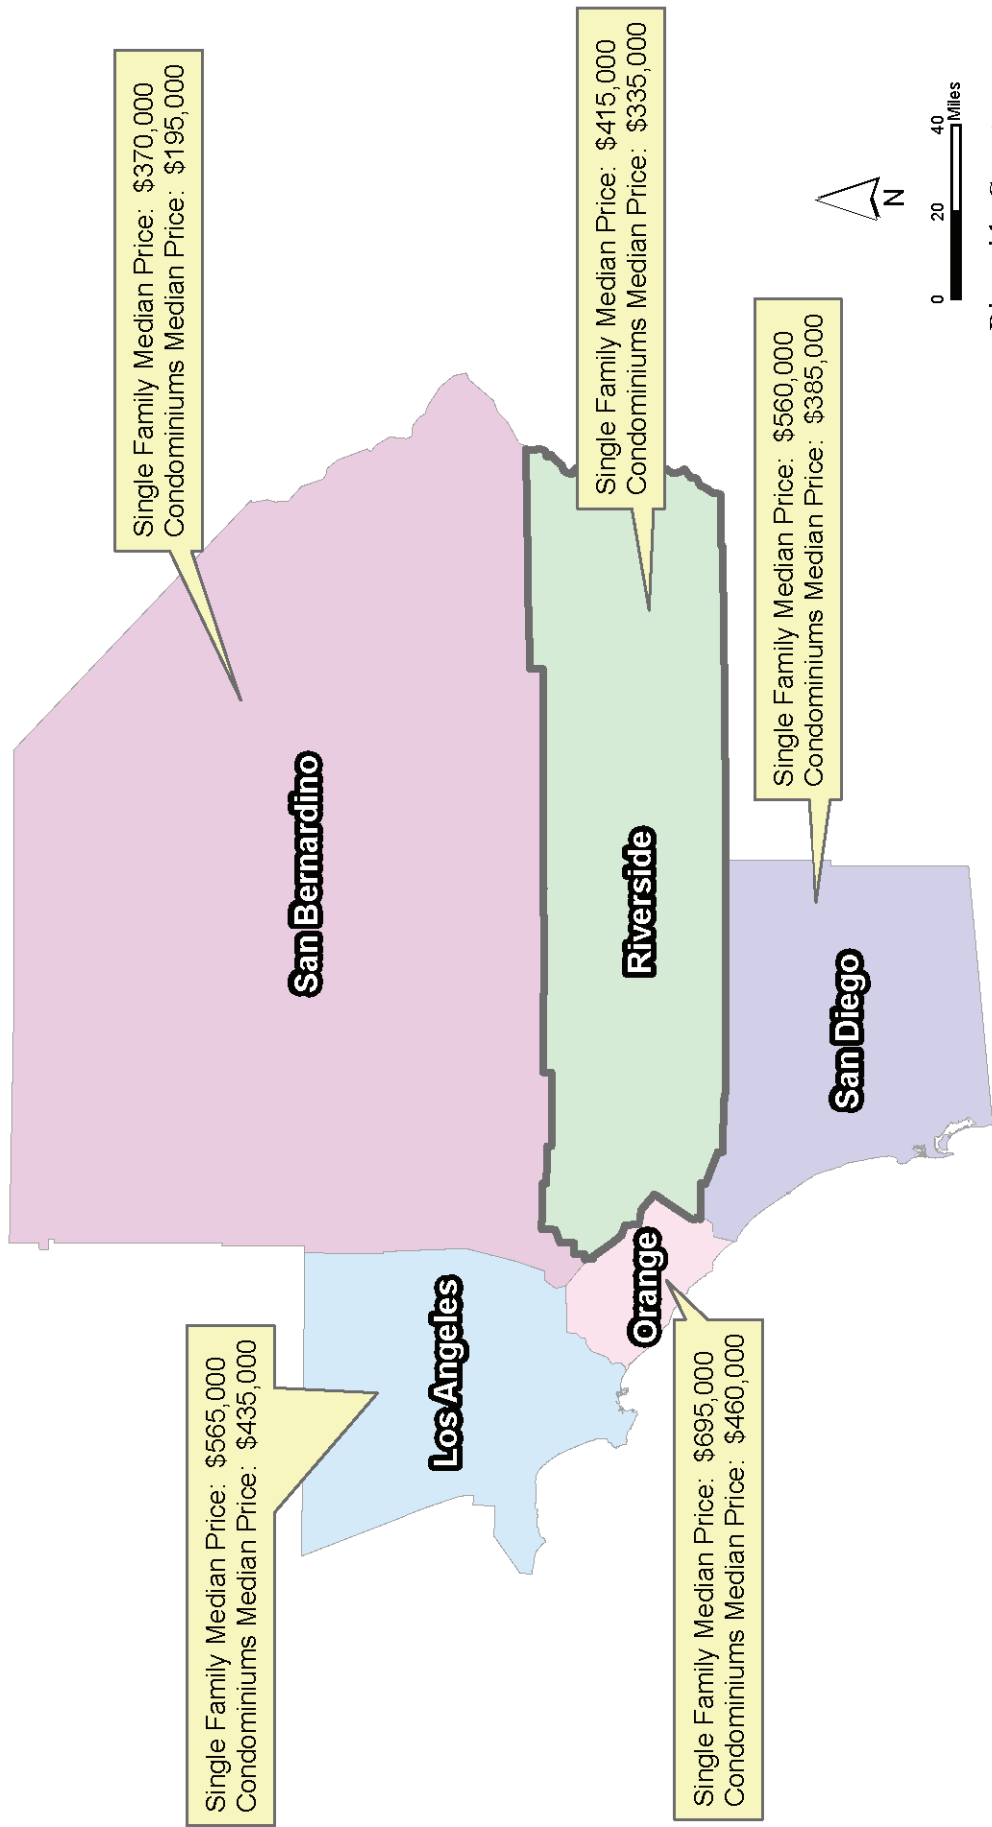 Single Family Median Price: $370,000
Condominiums Median Price: $195,000
Single Family Median Price: $565,000
Condominiums Median Price: $435,000
San Bernardino
Los Angeles
Single Family Median Price: $415,000
Condominiums Median Price: $335,000
Riverside
Orange
Single Family Median Price: $695,000
Condominiums Median Price: $460,000
Single Family Median Price: $560,000
Condominiums Median Price: $385,000
San Diego
N
0 20 40
Miles